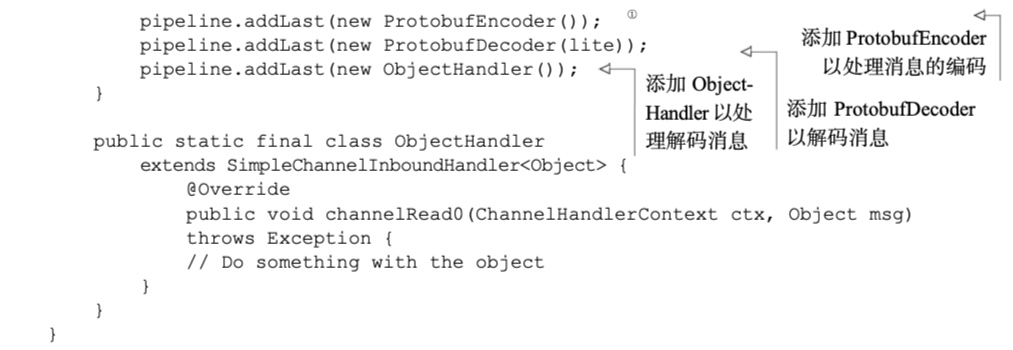 pipeline.addLast(new ProtobufEncoder()); ①
pipeline.addLast(new ProtobufDecoder(lite));
pipeline.addLast(new ObjectHandler());
}
添加 ProtobufEncoder
以处理消息的编码
添加 Object-
Handler 以处
理解码消息
添加 ProtobufDecoder
以解码消息
public static final class ObjectHandler
extends SimpleChannelInboundHandler<Object> {
@Override
public void channelRead0(ChannelHandlerContext ctx, Object msg)
throws Exception {
// Do something with the object
}
}
}